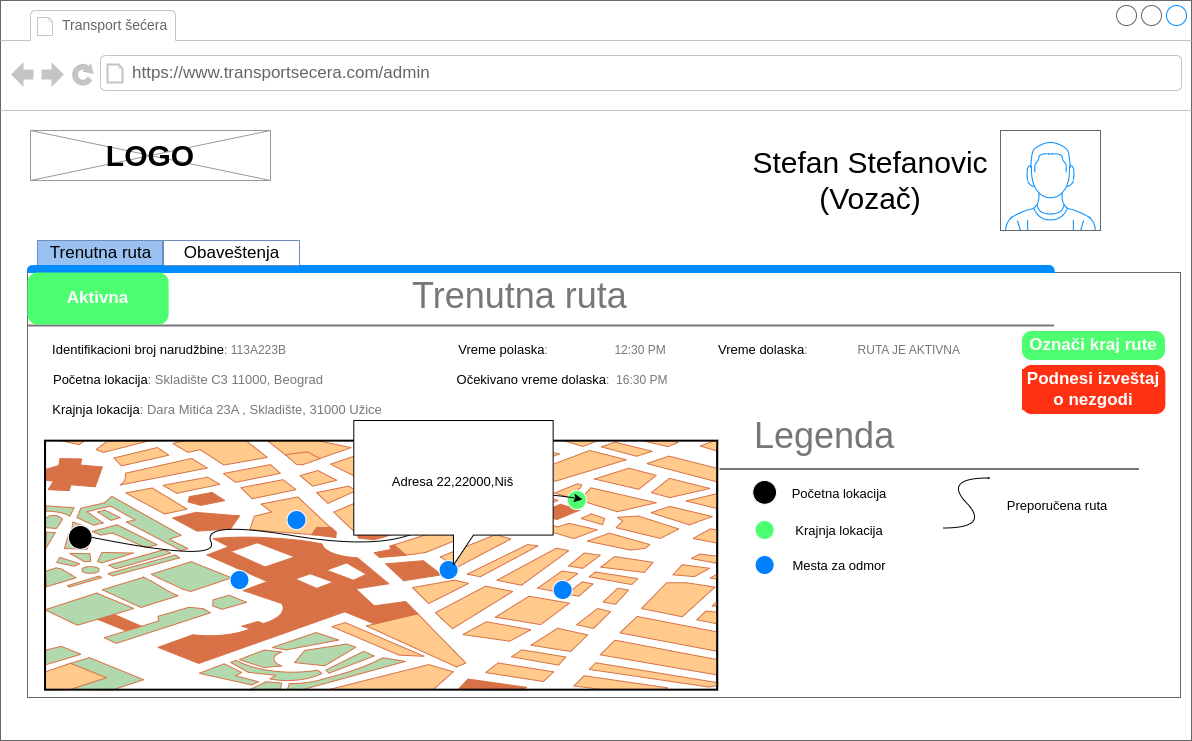 Transport šećera
https://www.transportsecera.com/admin
LOGO
Stefan Stefanovic
(Vozač)
Trenutna ruta
Obaveštenja
Aktivna
Trenutna ruta
Identifikacioni broj narudžbine: 113A223B
Vreme polaska: 12:30 PM
Vreme dolaska: RUTA JE AKTIVNA
Označi kraj rute
Početna lokacija: Skladište C3 11000, Beograd
Očekivano vreme dolaska: 16:30 PM
Podnesi izveštaj
o nezgodi
Krajnja lokacija: Dara Mitića 23A , Skladište, 31000 Užice
Adresa 22,22000,Niš
Legenda
Početna lokacija
Preporučena ruta
Krajnja lokacija
Mesta za odmor